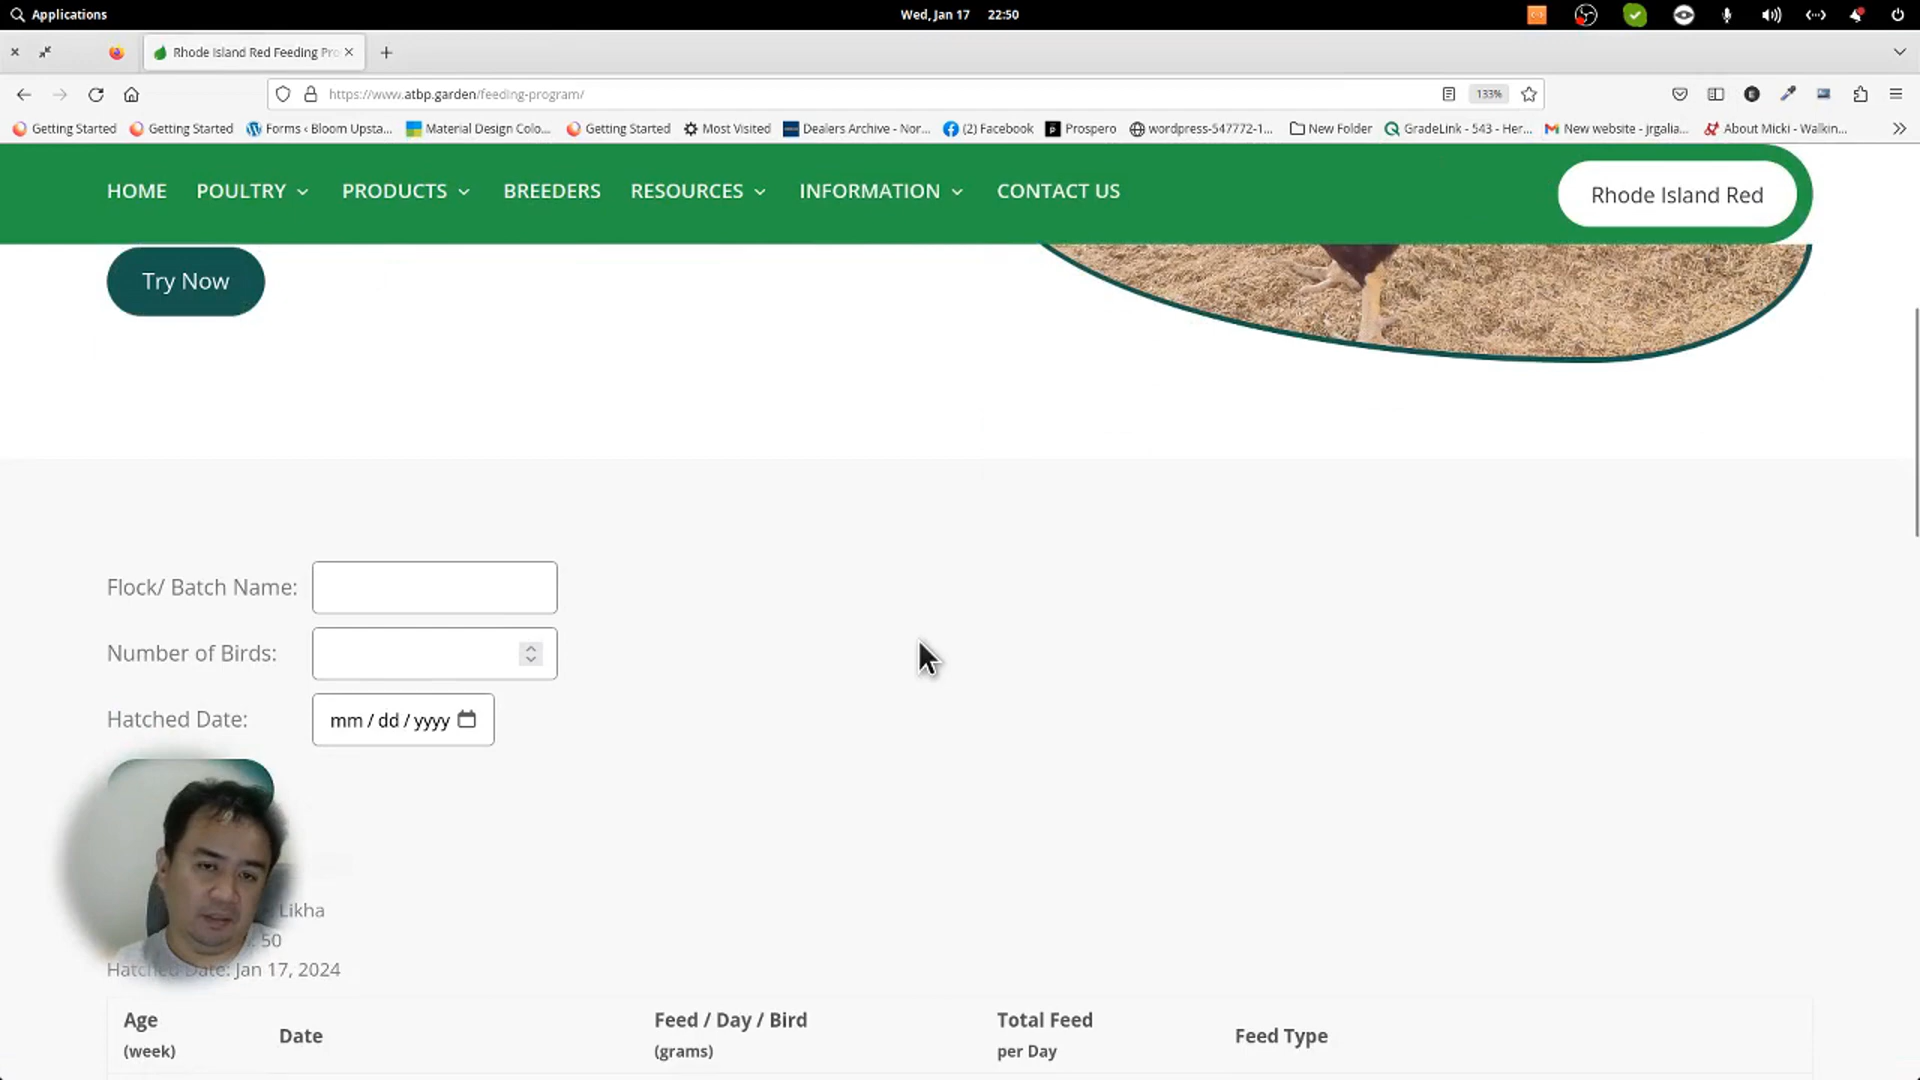 Applications
Wed, Jan 17 22:50
Rhode Island Red Feeding Pro
https://www.atbp.garden/feeding-program/
133%
Getting Started
Getting Started
Forms ‹ Bloom Upsta...
Material Design Colo...
Getting Started
Most Visited
Dealers Archive - Nor...
(2) Facebook
Prospero
wordpress-547772-1...
New Folder
GradeLink - 543 - Her...
New website - jrgalia...
About Micki - Walkin...
HOME
POULTRY
PRODUCTS
BREEDERS
RESOURCES
INFORMATION
CONTACT US
Rhode Island Red
Try Now
Flock/ Batch Name:
Number of Birds:
Hatched Date:
mm / dd / yyyy
Likha
: 50
Hatched Date: Jan 17, 2024
Age
(week)
Date
Feed / Day / Bird
(grams)
Total Feed
per Day
Feed Type